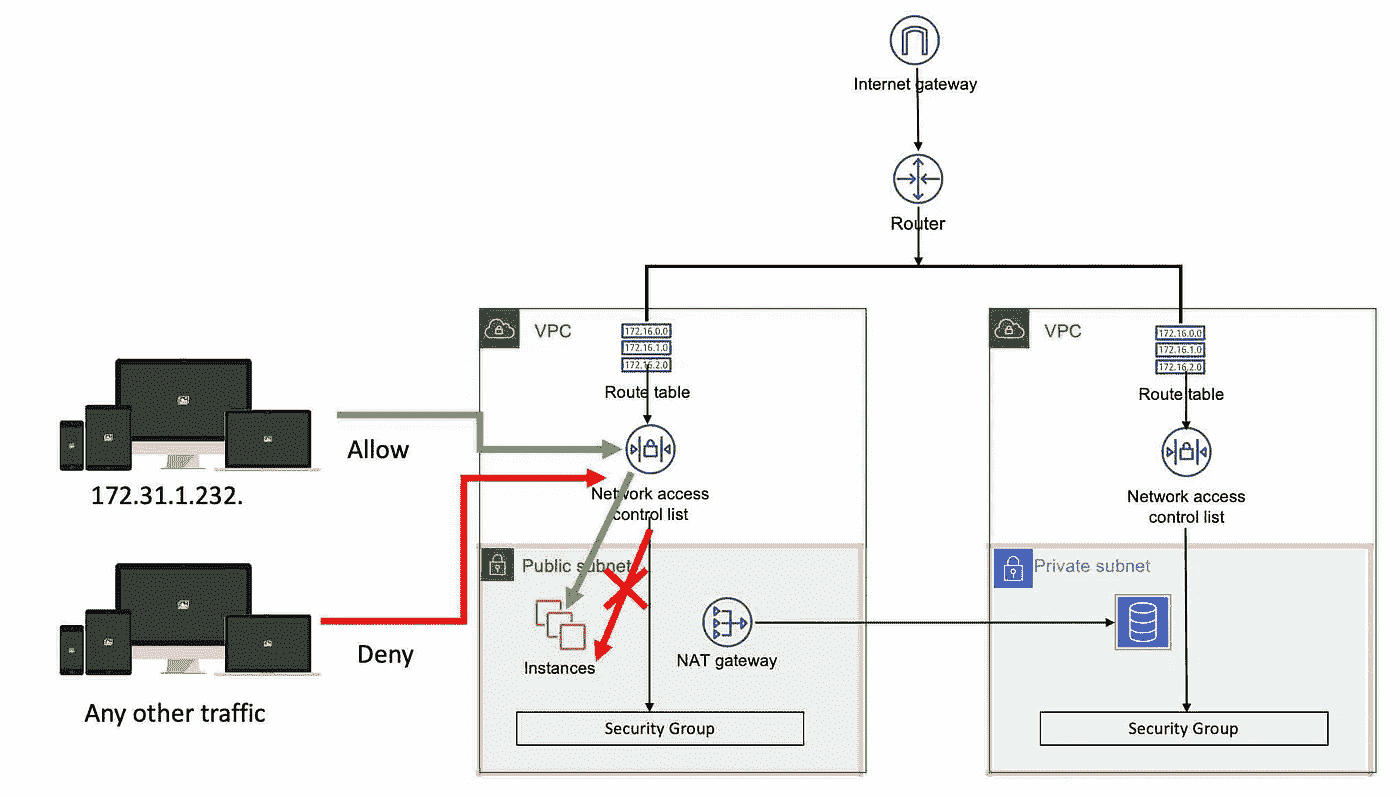 Internet gateway
Router
VPC
172.16.0.0
172.16.1.0
172.16.2.0
Route table
VPC
172.16.0.0
172.16.1.0
172.16.2.0
Route table
Allow
172.31.1.232.
Network access
control list
Network access
control list
Public subnet
Private subnet
Instances
NAT gateway
Deny
Any other traffic
Security Group
Security Group